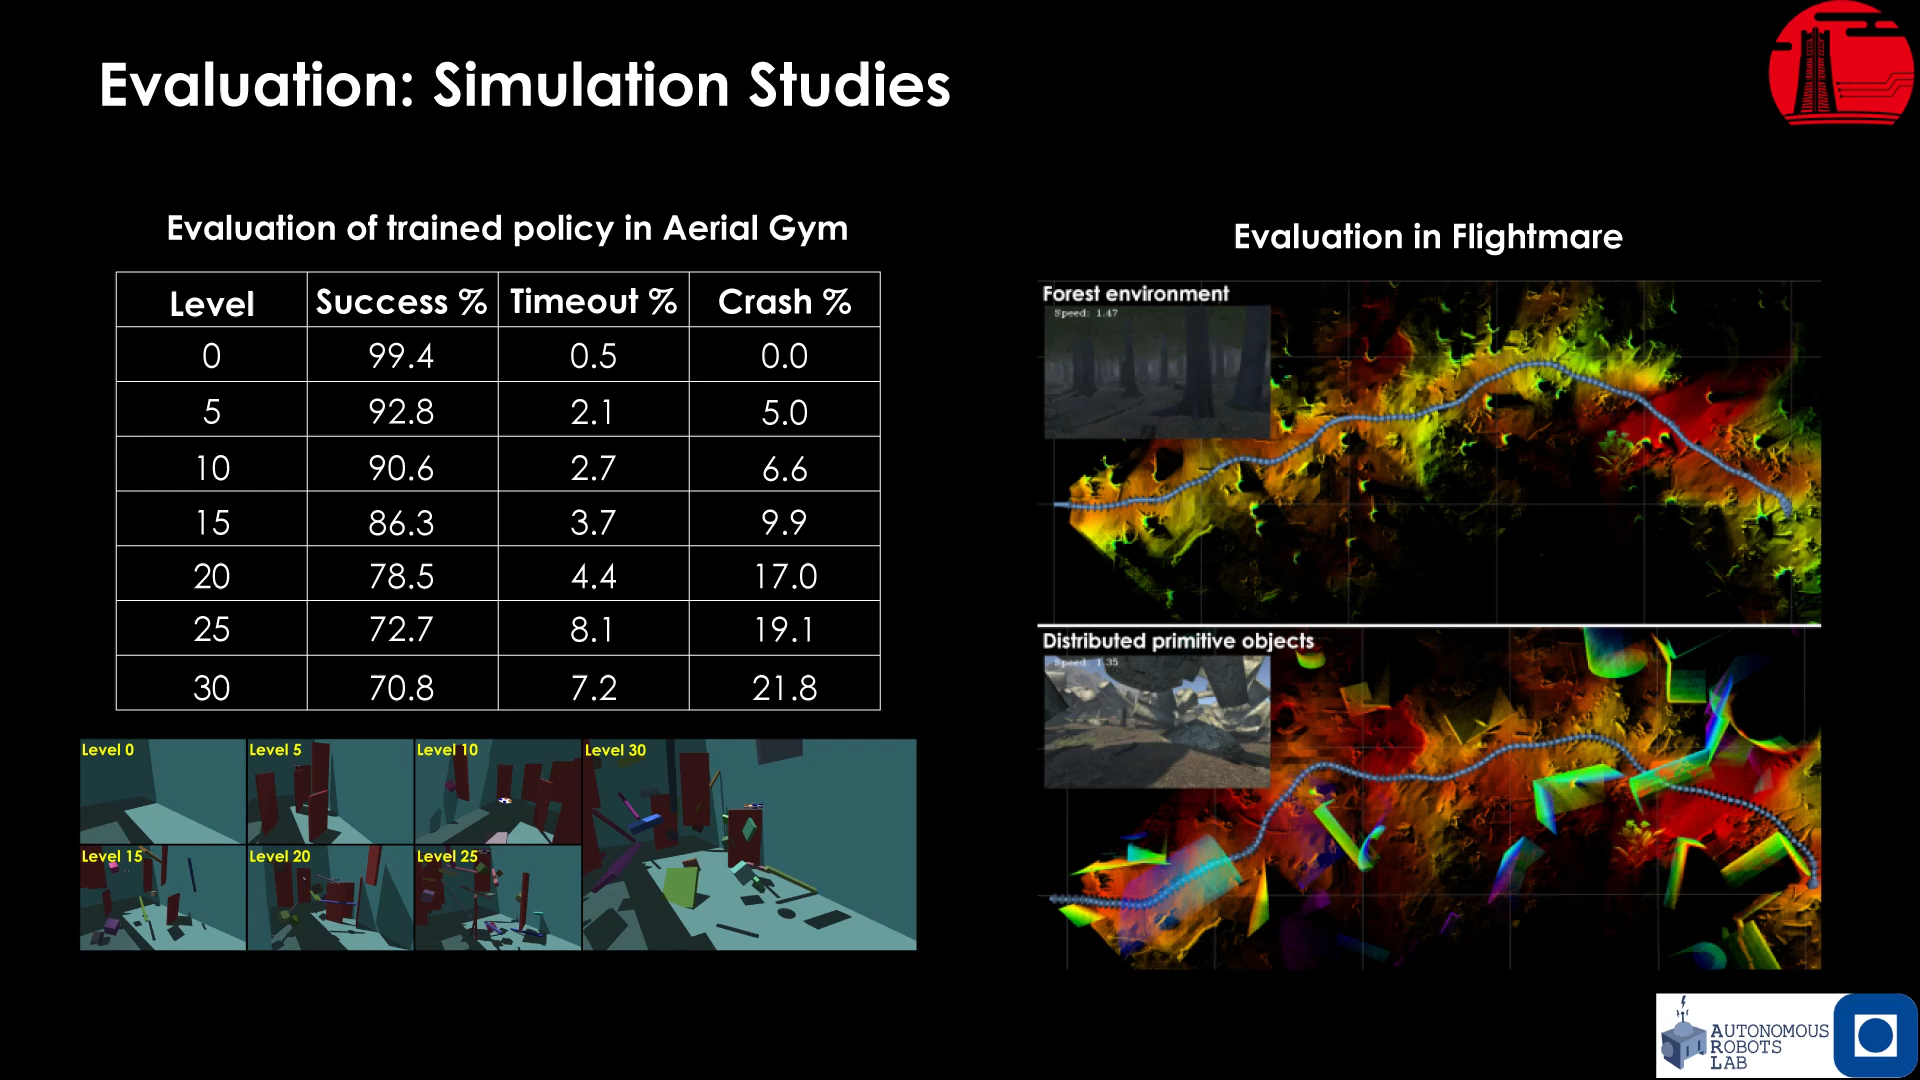 Evaluation: Simulation Studies
Evaluation of trained policy in Aerial Gym
Level Success % Timeout % Crash %
0 99.4 0.5 0.0
5 92.8 2.1 5.0
10 90.6 2.7 6.6
15 86.3 3.7 9.9
20 78.5 4.4 17.0
25 72.7 8.1 19.1
30 70.8 7.2 21.8
Level 0
Level 5
Level 10
Level 30
Level 15
Level 20
Level 25
Evaluation in Flightmare
Forest environment
Speed: 1.47
Distributed primitive objects
Speed: 1.35
AUTONOMOUS
ROBOTS
LAB